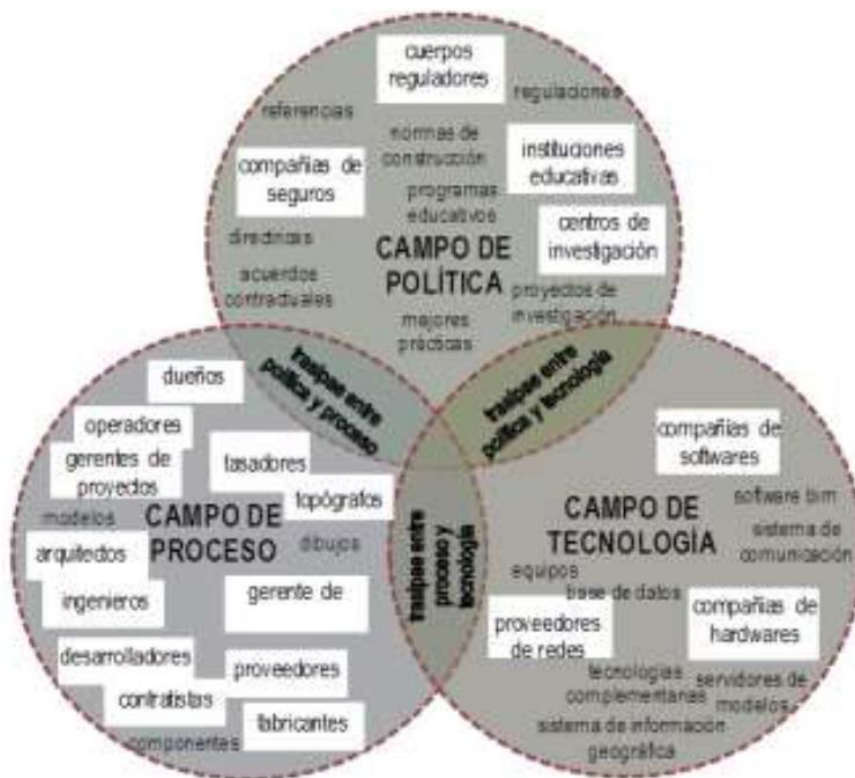 cuerpos
reguladores
regulaciones
referencias
normas de
construcción
instituciones
educativas
compañías de
seguros
programas
educativos
centros de
investigación
directrices
CAMPO DE
POLÍTICA
acuerdos
contractuales
proyectos de
investigación
mejores
prácticas
traspae entre
política y proceso
traspae entre
política y tecnología
dueños
operadores
gerentes de
proyectos
tasadores
topógrafos
modelos
CAMPO DE
PROCESO
dibujos
arquitectos
ingenieros
gerente de
desarrolladores
proveedores
contratistas
fabricantes
componentes
traspae entre
proceso y
tecnología
compañías de
softwares
software bim
CAMPO DE
TECNOLOGÍA
sistema de
comunicación
equipos
base de datos
proveedores
de redes
compañías de
hardwares
tecnologías
complementarias
servidores de
modelos
sistema de información
geográfica